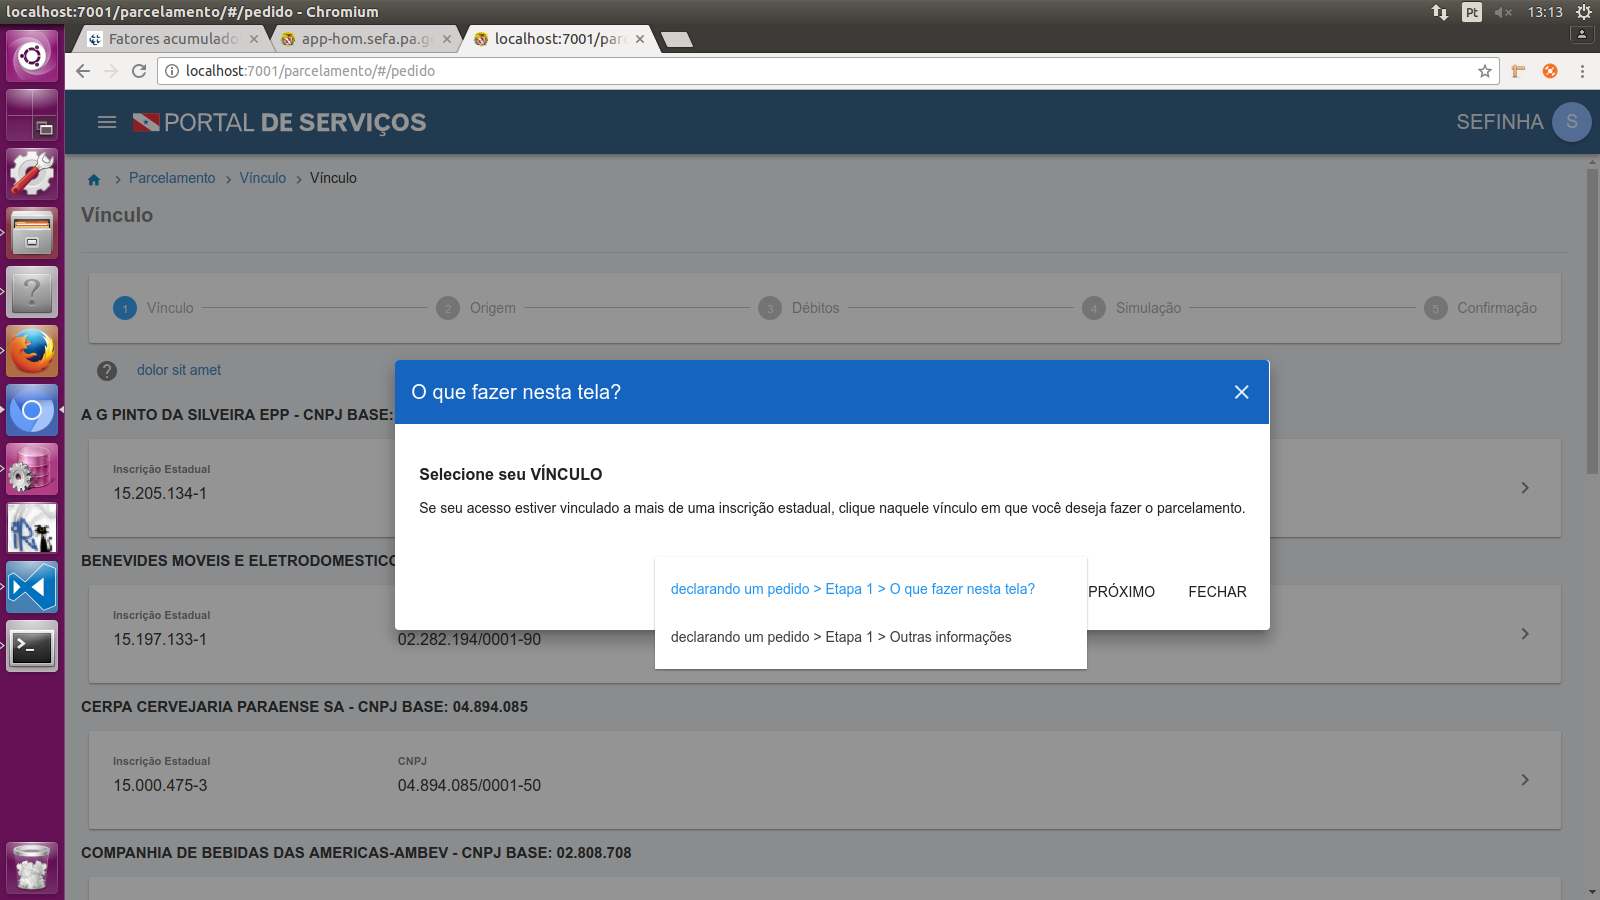 localhost:7001/parcelamento/#/pedido - Chromium
Pt
13:13
Fatores acumulado
app-hom.sefa.pa.g
localhost:7001/par
localhost:7001/parcelamento/#/pedido
PORTAL DE SERVIÇOS
SEFINHA
S
Parcelamento
Vínculo
Vínculo
Vínculo
1 Vínculo
2 Origem
3 Débitos
4 Simulação
5 Confirmação
? dolor sit amet
A G PINTO DA SILVEIRA EPP - CNPJ BASE:
Inscrição Estadual
15.205.134-1
O que fazer nesta tela?
Selecione seu VÍNCULO
Se seu acesso estiver vinculado a mais de uma inscrição estadual, clique naquele vínculo em que você deseja fazer o parcelamento.
declarando um pedido > Etapa 1 > O que fazer nesta tela?
declarando um pedido > Etapa 1 > Outras informações
PRÓXIMO
FECHAR
BENEVIDES MOVEIS E ELETRODOMESTICO
Inscrição Estadual
15.197.133-1
02.282.194/0001-90
CERPA CERVEJARIA PARAENSE SA - CNPJ BASE: 04.894.085
Inscrição Estadual
CNPJ
15.000.475-3
04.894.085/0001-50
COMPANHIA DE BEBIDAS DAS AMERICAS-AMBEV - CNPJ BASE: 02.808.708